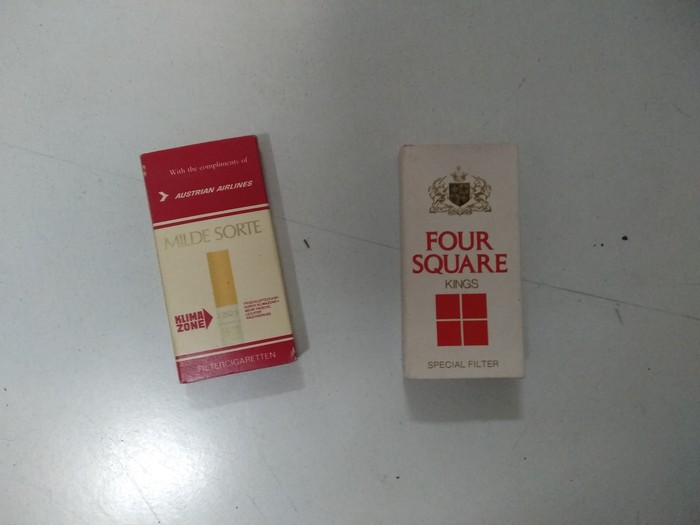 With the compliments of
AUSTRIAN AIRLINES
MILDE SORTE
KLIMA
ZONE
FILTERCIGARETTEN
FOUR
SQUARE
KINGS
SPECIAL FILTER